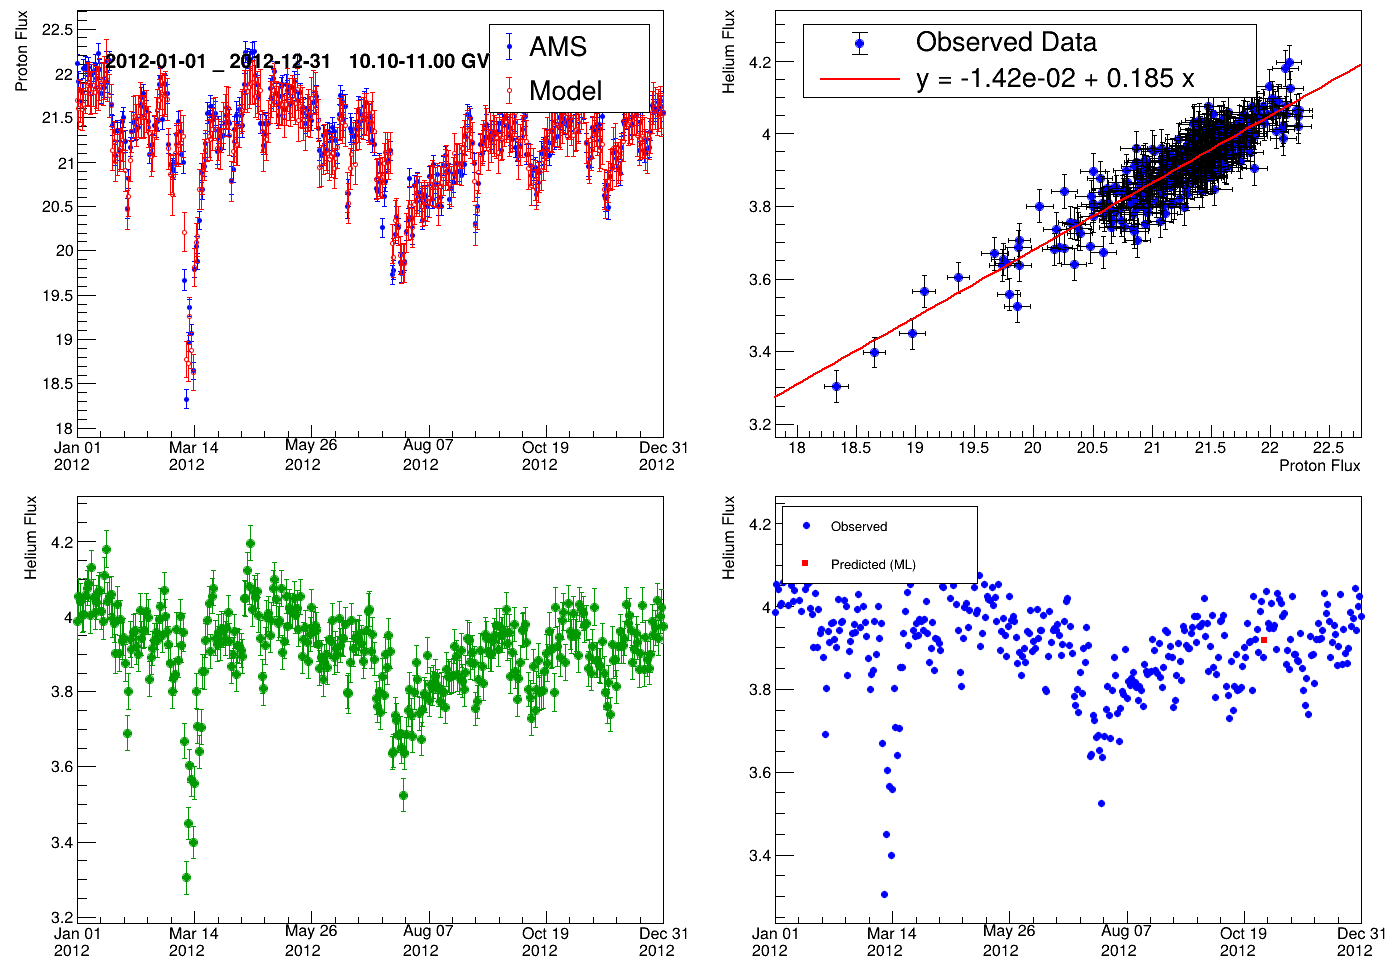 Proton Flux
22.5
22
21.5
21
20.5
20
19.5
19
18.5
18
2012-01-01 _ 2012-12-31 10.10-11.00 GV
AMS
Model
Jan 01 2012
Mar 14 2012
May 26 2012
Aug 07 2012
Oct 19 2012
Dec 31 2012
Helium Flux
4.2
4
3.8
3.6
3.4
3.2
Observed Data
y = -1.42e-02 + 0.185 x
18 18.5 19 19.5 20 20.5 21 21.5 22 22.5
Proton Flux
Helium Flux
4.2
4
3.8
3.6
3.4
3.2
Jan 01 2012
Mar 14 2012
May 26 2012
Aug 07 2012
Oct 19 2012
Dec 31 2012
Helium Flux
4.2
4
3.8
3.6
3.4
Observed
Predicted (ML)
Jan 01 2012
Mar 14 2012
May 26 2012
Aug 07 2012
Oct 19 2012
Dec 31 2012